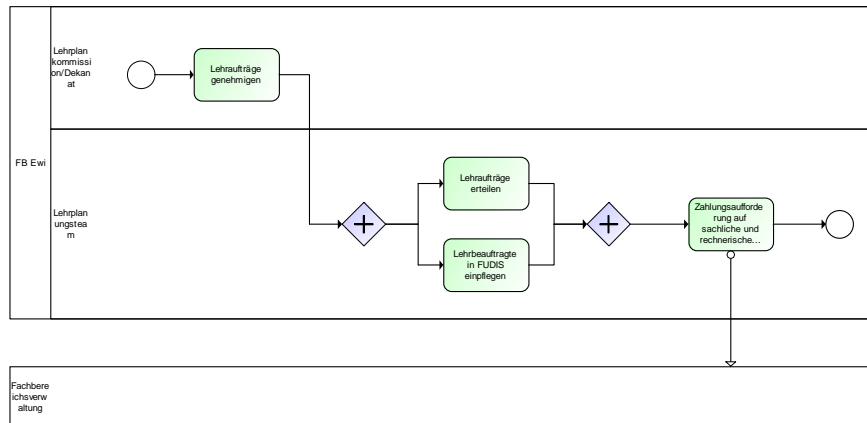 Lehrplan
kommissi
on/Dekan
at
Lehraufträge
genehmigen
FB Ewi
Lehrplan
ungstea
m
Lehraufträge
erteilen
Lehrbeauftragte
in FUDIS
einpflegen
Zahlungsaufforde
rung auf
sachliche und
rechnerische...
Fachbere
ichsverw
altung